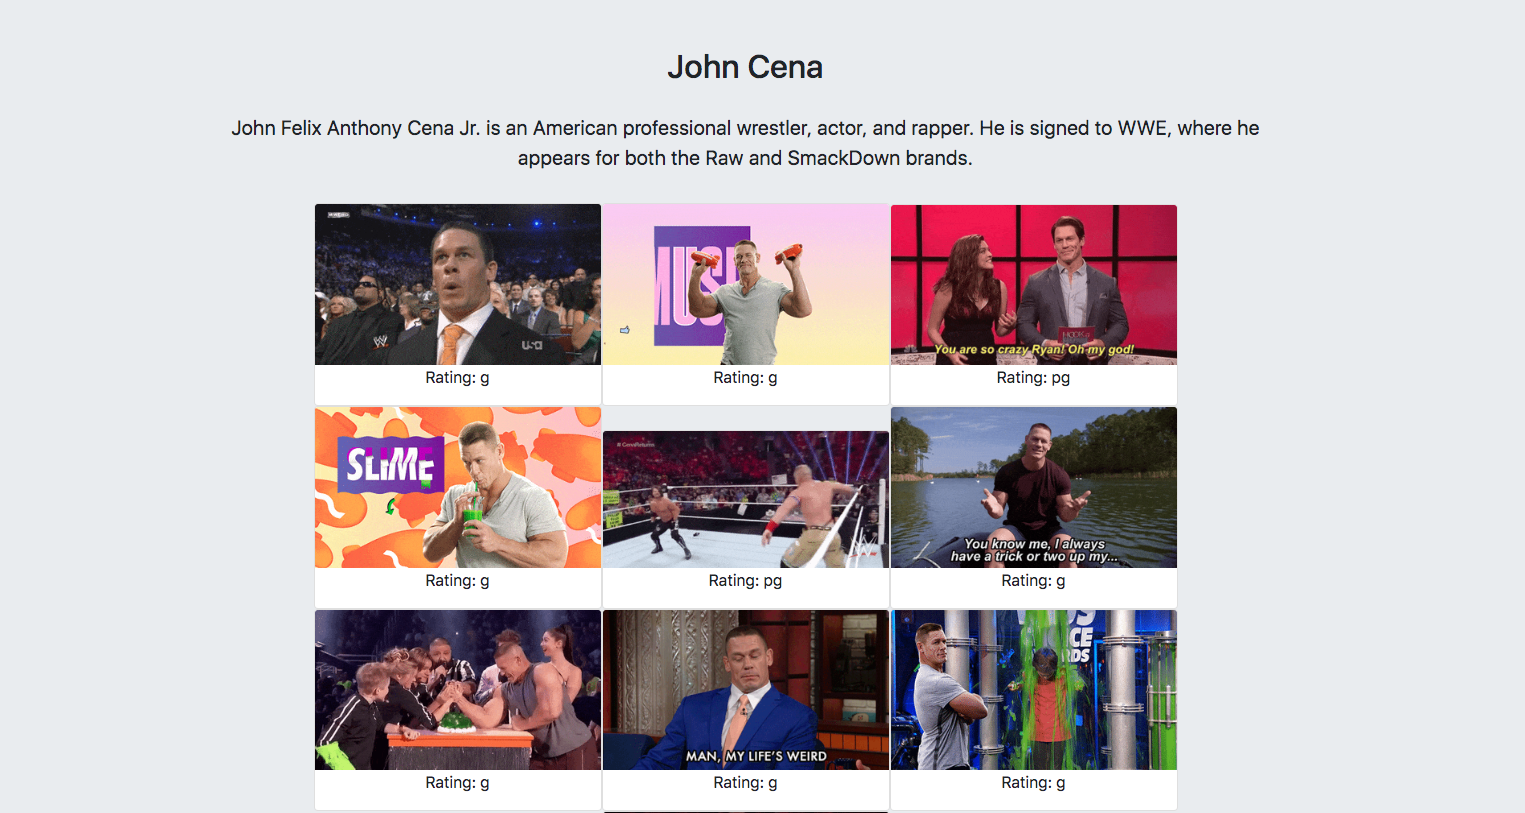 John Cena
John Felix Anthony Cena Jr. is an American professional wrestler, actor, and rapper. He is signed to WWE, where he
appears for both the Raw and SmackDown brands.
USA
MUS
You are so crazy Ryan! Oh my god!
Rating: g
Rating: g
Rating: pg
SLiME
# CenaReturns
You know me, I always
have a trick or two up my...
Rating: g
Rating: pg
Rating: g
MAN, MY LIFE'S WEIRD
Rating: g
Rating: g
Rating: g